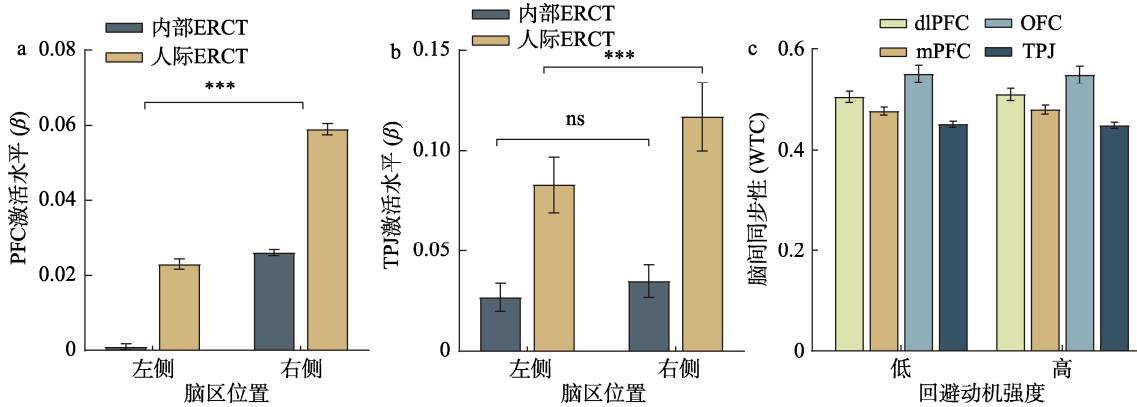 a
内部ERCT
人际ERCT
***
PFC激活水平 (β)
0.08
0.06
0.04
0.02
0
左侧
右侧
脑区位置
b
内部ERCT
人际ERCT
***
ns
TPJ激活水平 (β)
0.15
0.10
0.05
0
左侧
右侧
脑区位置
c
dlPFC
OFC
mPFC
TPJ
脑间同步性 (WTC)
0.6
0.4
0.2
0
低
高
回避动机强度